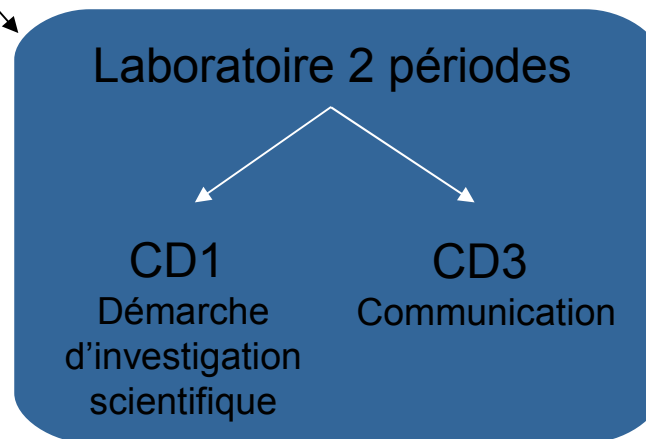 Laboratoire 2 périodes
CD1
Démarche
d’investigation
scientifique
CD3
Communication